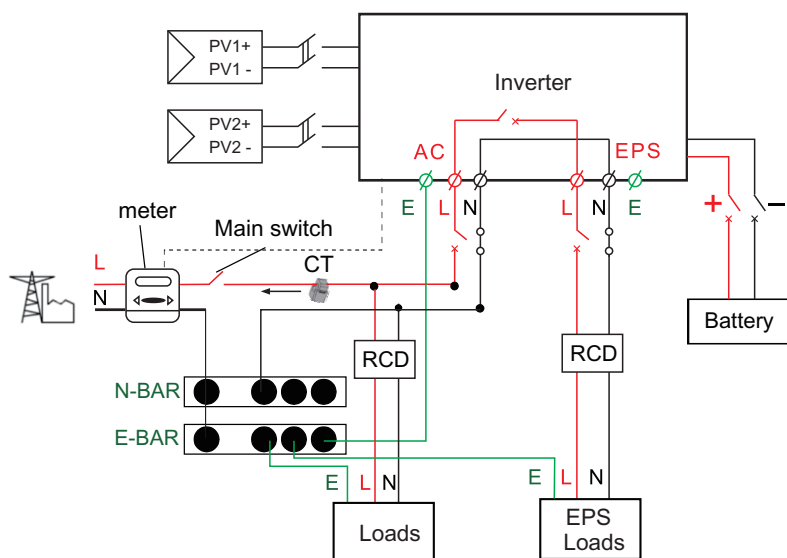 PV1+
PV1 -
PV2+
PV2 -
Inverter
AC
EPS
E
L
N
L
N
E
+
−
meter
Main switch
CT
L
N
Battery
RCD
RCD
N-BAR
E-BAR
E
L
N
E
L
N
Loads
EPS
Loads